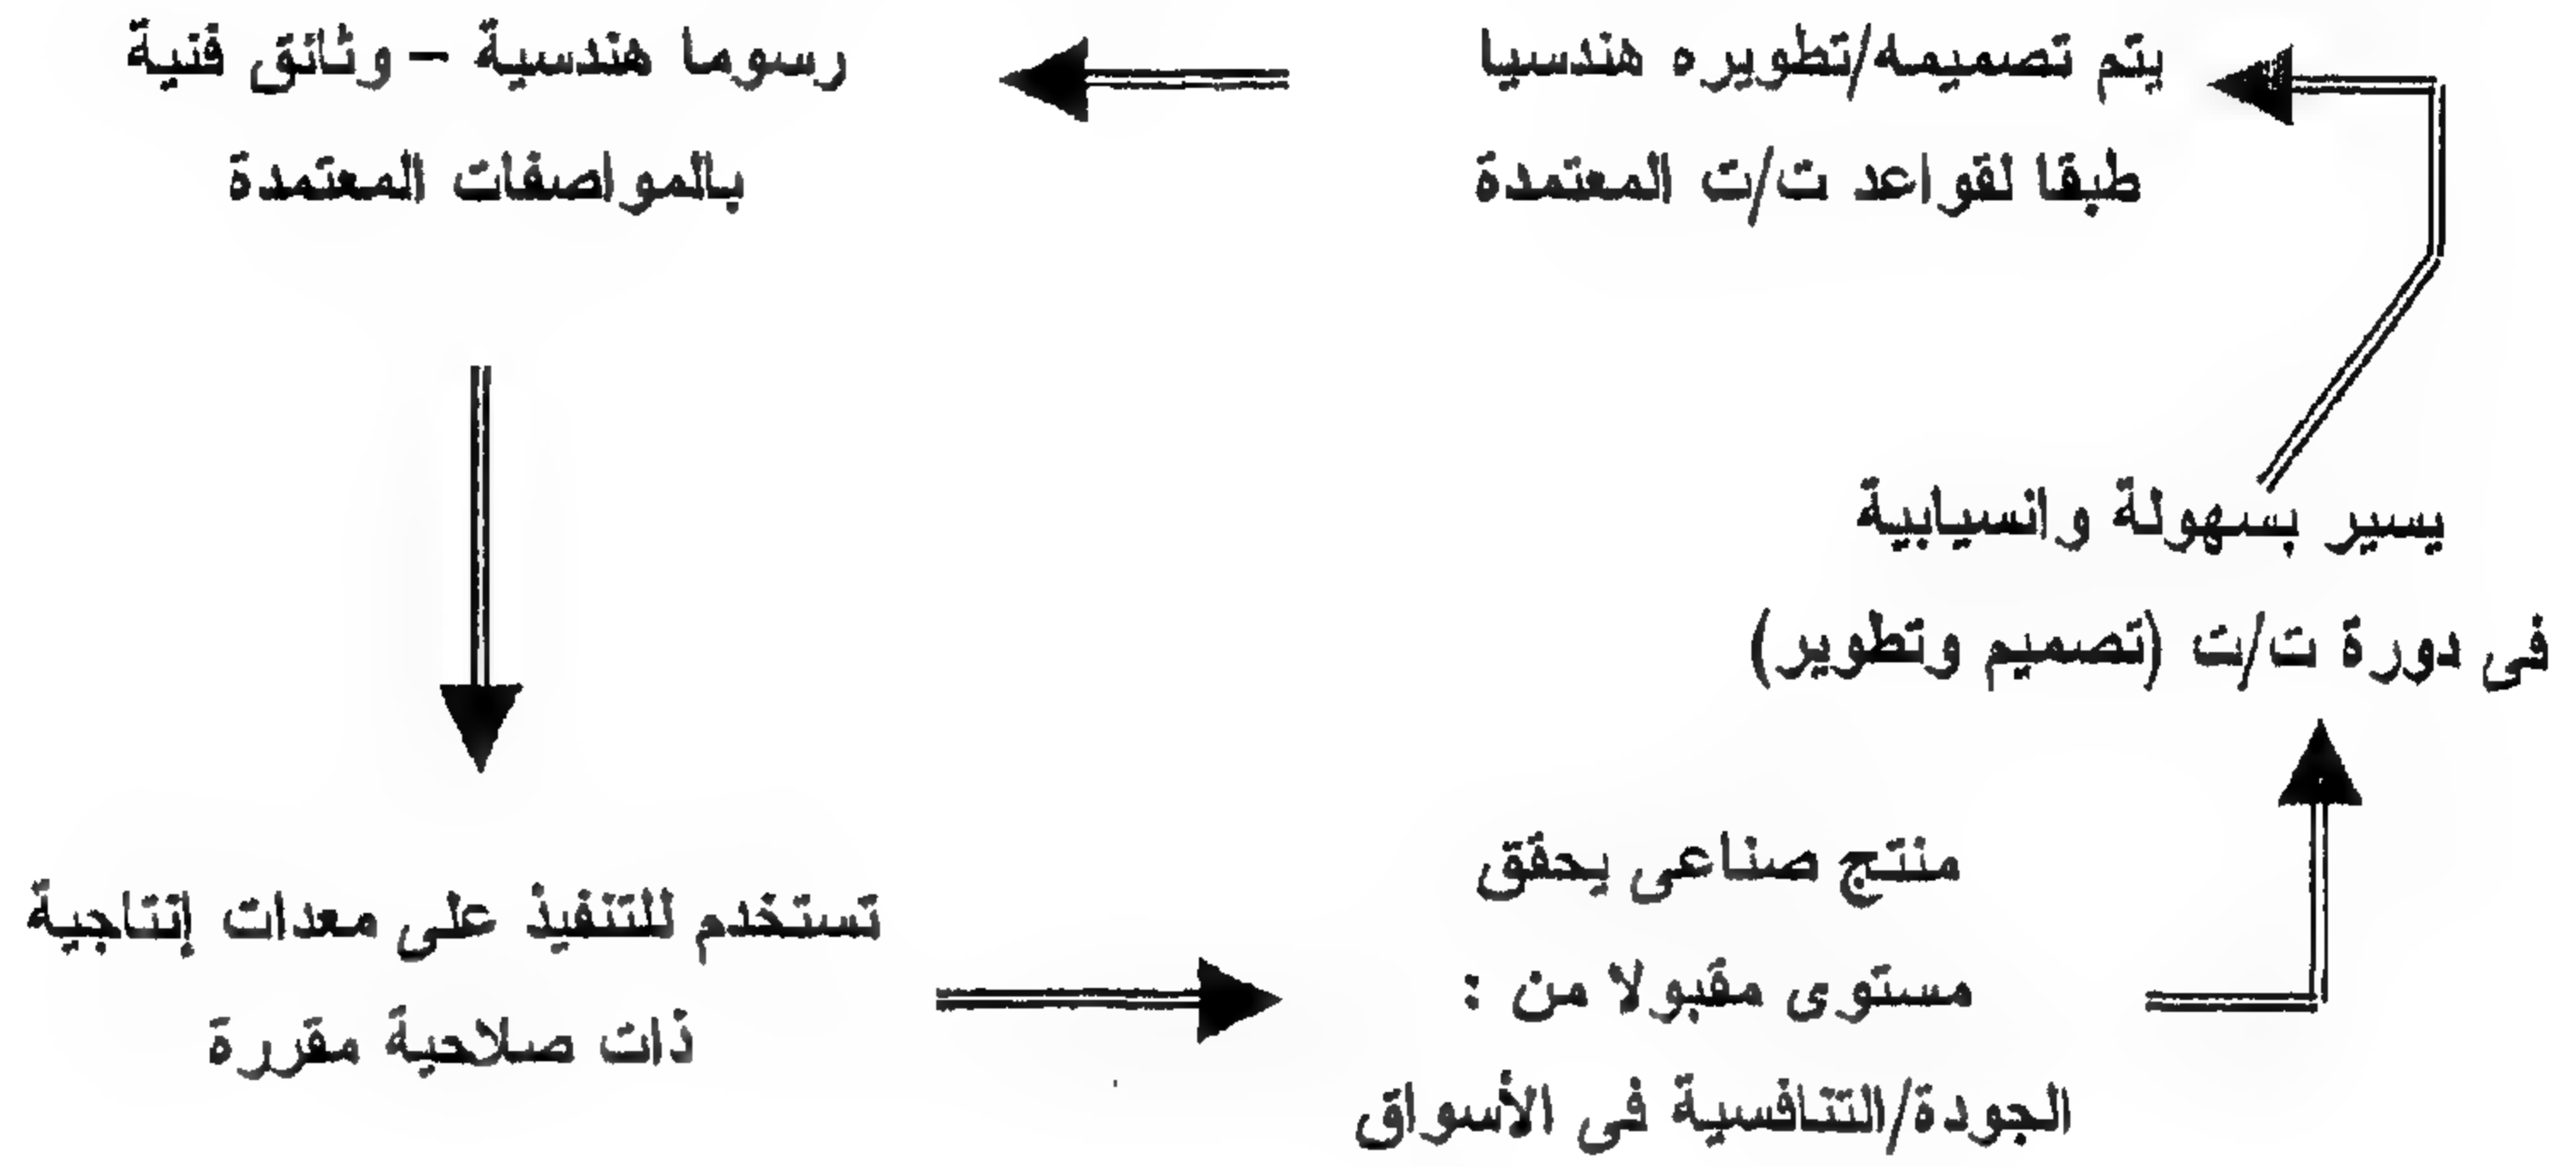 يتم تصميمه/تطويره هندسيا
طبقا لقواعد ت/ت المعتمدة
رسوما هندسية – وثائق فنية
بالمواصفات المعتمدة
تستخدم للتنفيذ على معدات إنتاجية
ذات صلاحية مقررة
منتج صناعى يحقق
مستوى مقبولا من :
الجودة/التنافسية فى الأسواق
يسير بسهولة وانسيابية
فى دورة ت/ت (تصميم وتطوير)